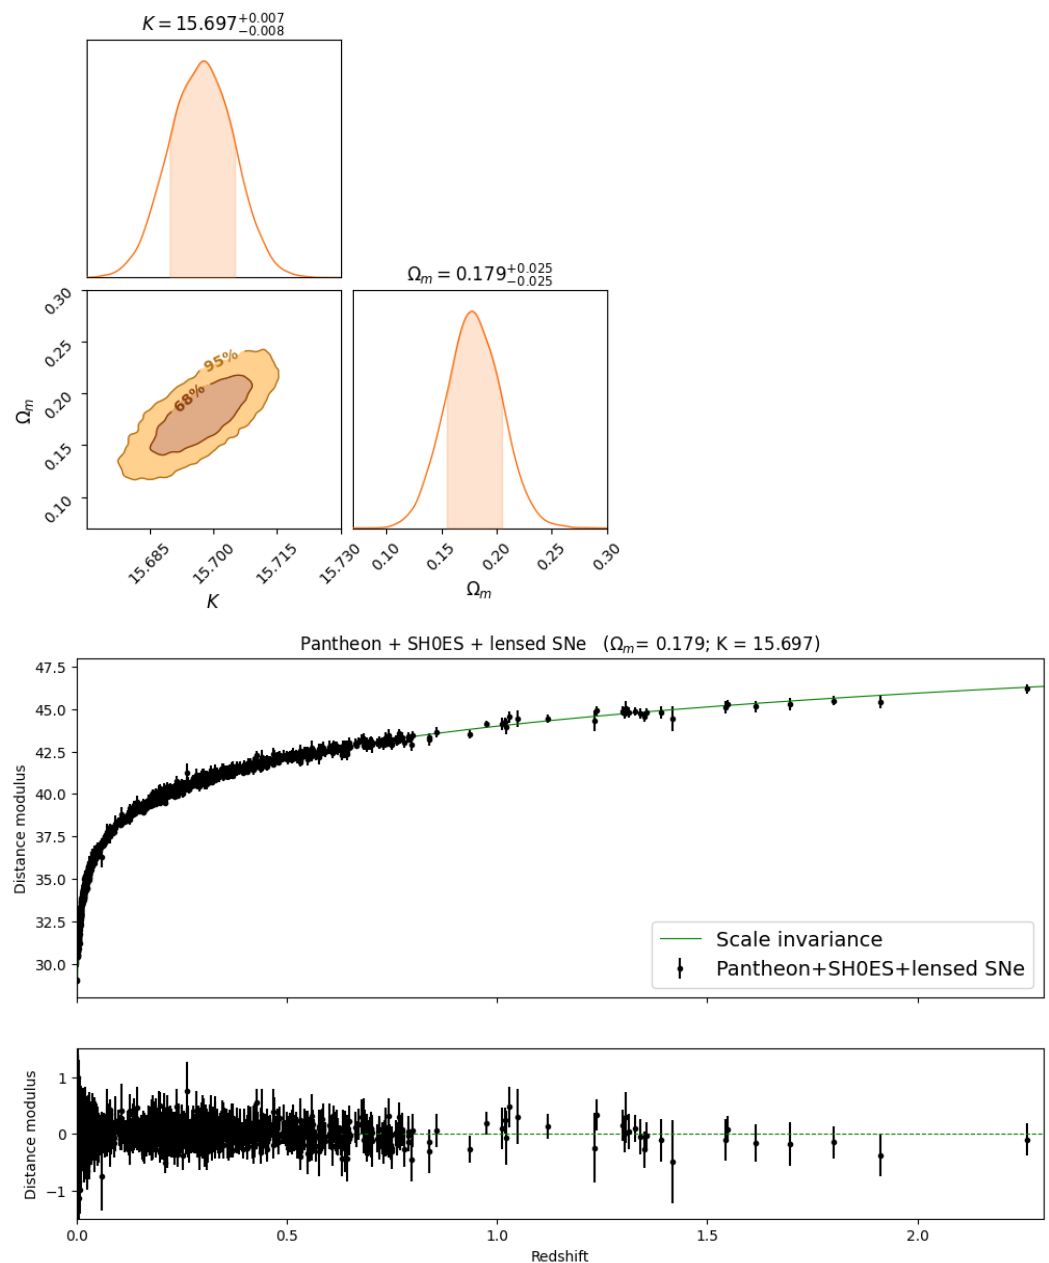 K = 15.697+0.007 −0.008
Ωm = 0.179+0.025 −0.025
0.30
0.25
0.20
0.15
0.10
Ωm
95%
68%
15.685
15.700
15.715
15.730
K
0.10
0.15
0.20
0.25
0.30
Ωm
Pantheon + SH0ES + lensed SNe (Ωm= 0.179; K = 15.697)
47.5
45.0
42.5
40.0
37.5
35.0
32.5
30.0
Distance modulus
Scale invariance
Pantheon+SH0ES+lensed SNe
1
0
−1
Distance modulus
0.0
0.5
1.0
1.5
2.0
Redshift